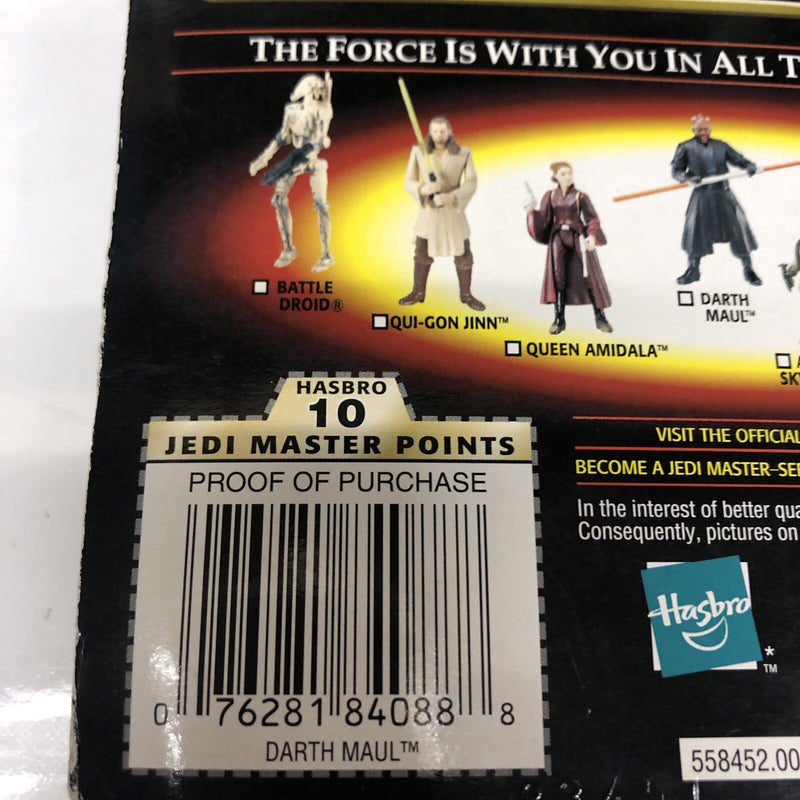 THE FORCE IS WITH YOU IN ALL
BATTLE
DROID®
QUI-GON JINN™
QUEEN AMIDALA™
DARTH
MAUL™
HASBRO
10
JEDI MASTER POINTS
PROOF OF PURCHASE
0 76281 84088 8
DARTH MAUL™
VISIT THE OFFICIAL
BECOME A JEDI MASTER–SE
In the interest of better qua
Consequently, pictures on
Hasbro
*
TM
558452.00